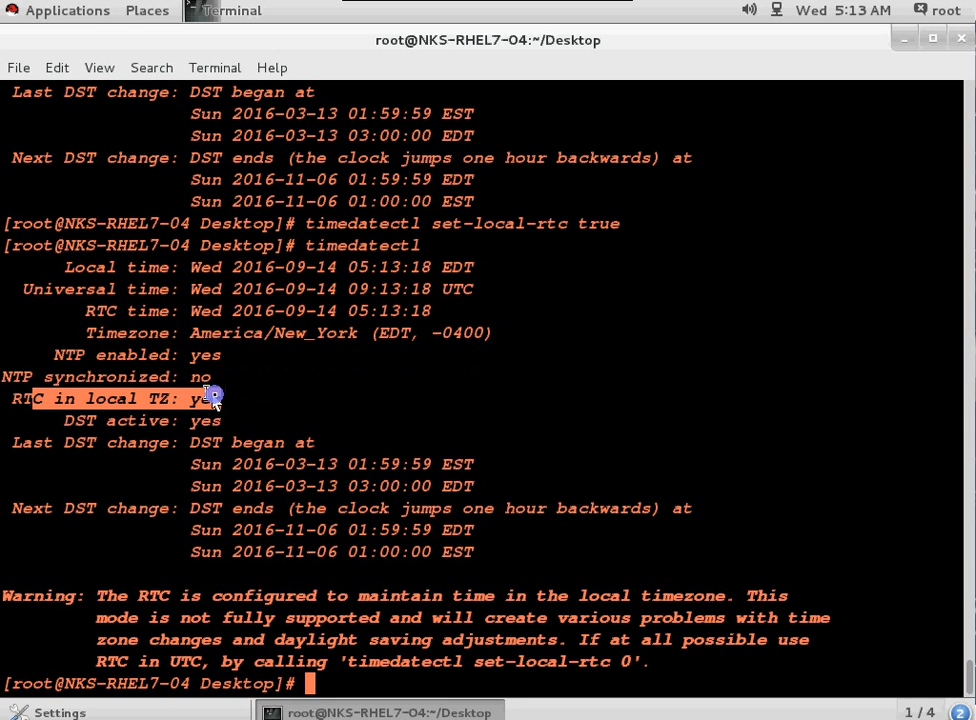 Applications Places Terminal Wed 5:13 AM root
root@NKS-RHEL7-04:~/Desktop
File Edit View Search Terminal Help
Last DST change: DST began at
Sun 2016-03-13 01:59:59 EST
Sun 2016-03-13 03:00:00 EDT
Next DST change: DST ends (the clock jumps one hour backwards) at
Sun 2016-11-06 01:59:59 EDT
Sun 2016-11-06 01:00:00 EST
[root@NKS-RHEL7-04 Desktop]# timedatectl set-local-rtc true
[root@NKS-RHEL7-04 Desktop]# timedatectl
Local time: Wed 2016-09-14 05:13:18 EDT
Universal time: Wed 2016-09-14 09:13:18 UTC
RTC time: Wed 2016-09-14 05:13:18
Timezone: America/New_York (EDT, -0400)
NTP enabled: yes
NTP synchronized: no
RTC in local TZ: yes
DST active: yes
Last DST change: DST began at
Sun 2016-03-13 01:59:59 EST
Sun 2016-03-13 03:00:00 EDT
Next DST change: DST ends (the clock jumps one hour backwards) at
Sun 2016-11-06 01:59:59 EDT
Sun 2016-11-06 01:00:00 EST
Warning: The RTC is configured to maintain time in the local timezone. This
mode is not fully supported and will create various problems with time
zone changes and daylight saving adjustments. If at all possible use
RTC in UTC, by calling 'timedatectl set-local-rtc 0'.
[root@NKS-RHEL7-04 Desktop]#
Settings root@NKS-RHEL7-04:~/Desktop 1 / 4 2